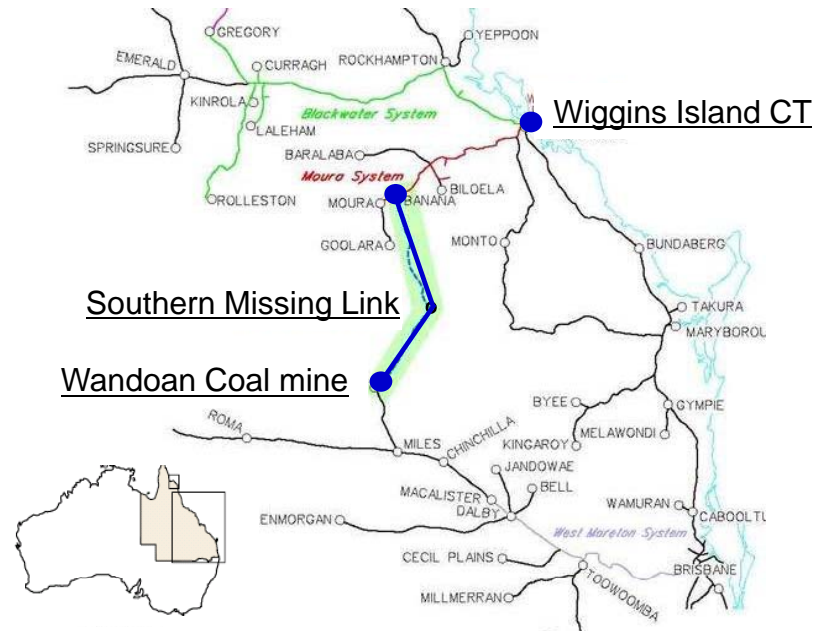 YEPPOON
GREGORY
EMERALD
CURRAGH
ROCKHAMPTON
KINROLA
Blackwater System
Wiggins Island CT
LALEHAM
SPRINGSURE
BARALABA
Moura System
BILOELA
ROLLESTON
MOURA
BANANA
GOOLARA
MONTO
BUNDABERG
Southern Missing Link
TAKURA
MARYBOROU
Wandoan Coal mine
BYEE
GYMPIE
ROMA
MELAWONDI
MILES
CHINCHILLA
KINGAROY
JANDOWAE
MACALISTER
BELL
DALBY
WAMURAN
CABOOLTU
ENMORGAN
West Moreton System
CECIL PLAINS
BRISBANE
TOOWOOMBA
MILLMERRAN